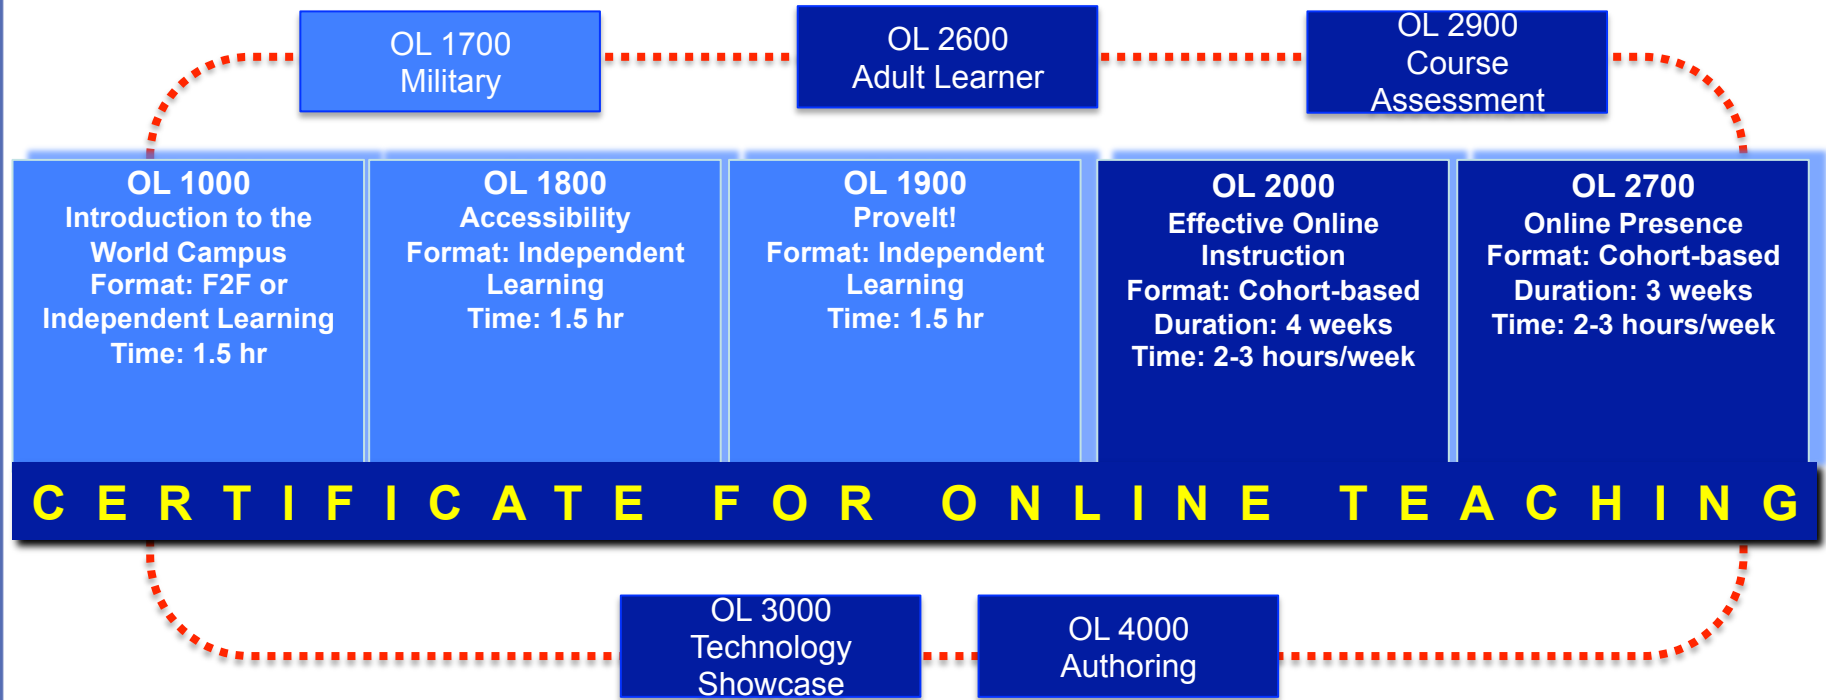 OL 1700
Military
OL 2600
Adult Learner
OL 2900
Course
Assessment
OL 1000
Introduction to the
World Campus
Format: F2F or
Independent Learning
Time: 1.5 hr
OL 1800
Accessibility
Format: Independent
Learning
Time: 1.5 hr
OL 1900
ProveIt!
Format: Independent
Learning
Time: 1.5 hr
OL 2000
Effective Online
Instruction
Format: Cohort-based
Duration: 4 weeks
Time: 2-3 hours/week
OL 2700
Online Presence
Format: Cohort-based
Duration: 3 weeks
Time: 2-3 hours/week
CERTIFICATE FOR ONLINE TEACHING
OL 3000
Technology
Showcase
OL 4000
Authoring